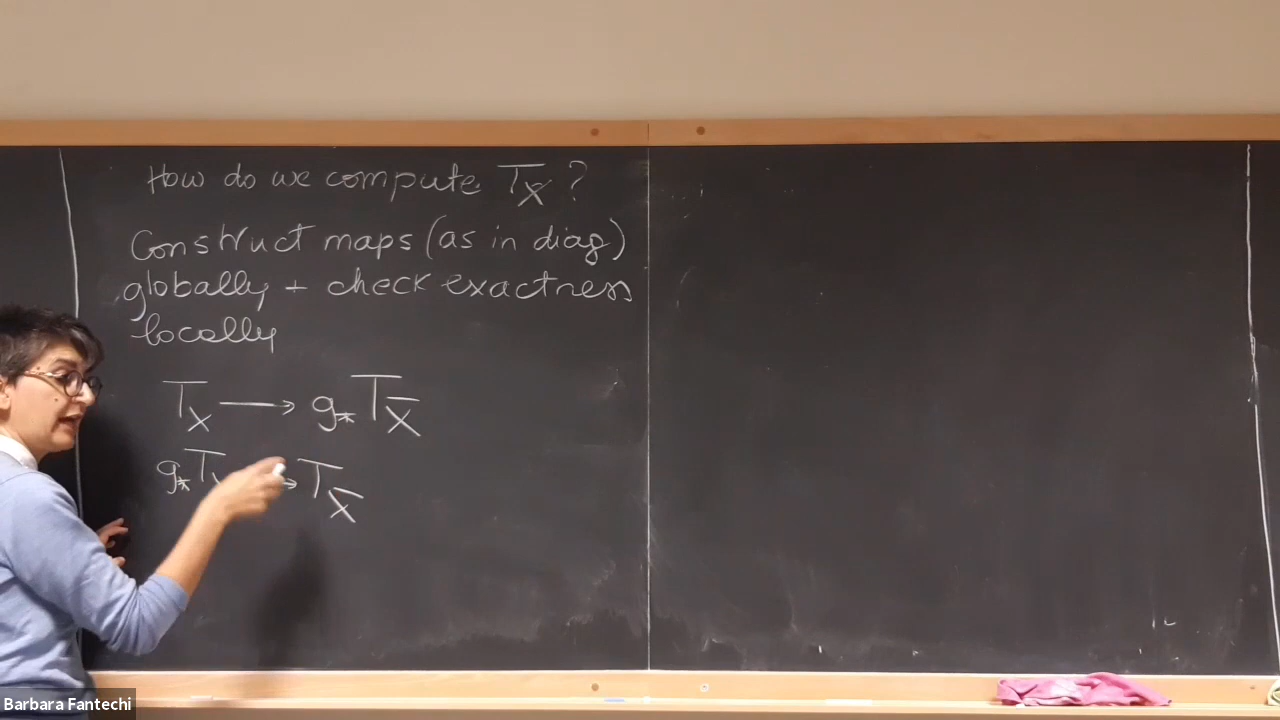 How do we compute T_X ?
Construct maps (as in diag)
globally + check exactness
locally
T_X ⟶ g_* T_X̅
g_* T → T_X̅
Barbara Fantechi